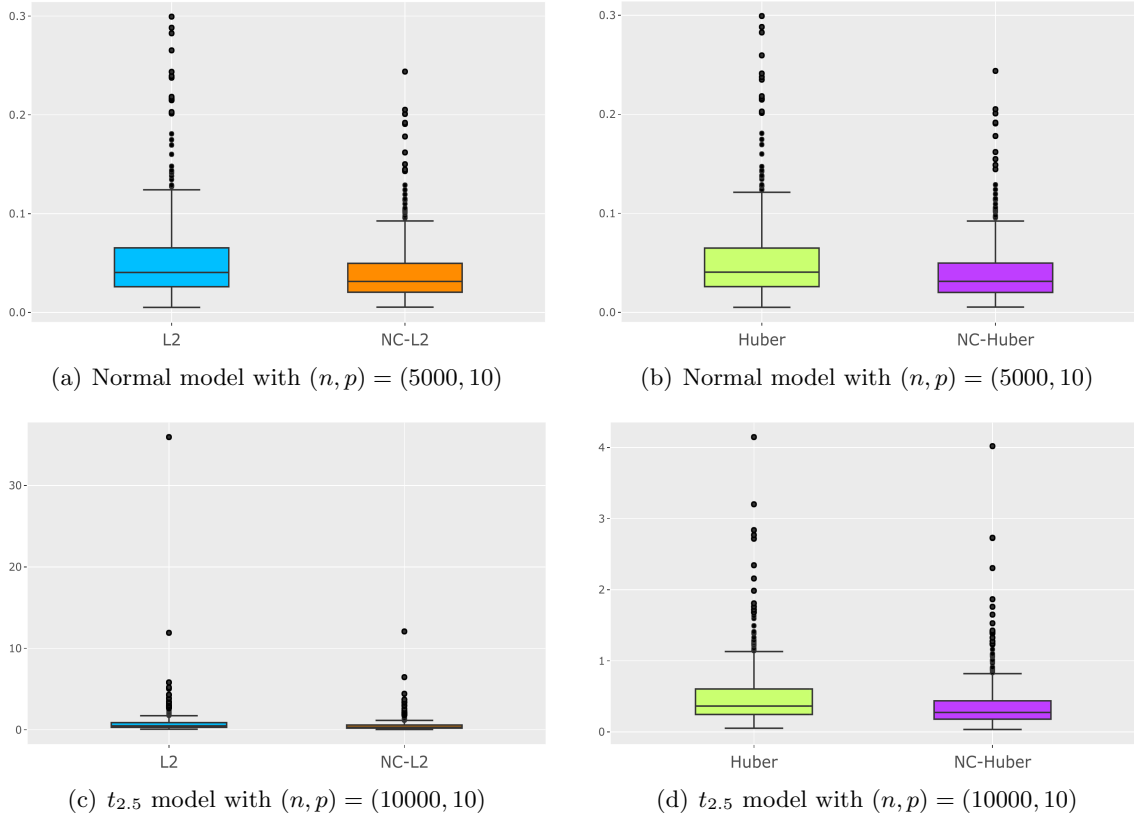 0.3
0.2
0.1
0.0
L2 NC-L2
(a) Normal model with (n, p) = (5000, 10)
0.3
0.2
0.1
0.0
Huber NC-Huber
(b) Normal model with (n, p) = (5000, 10)
30
20
10
0
L2 NC-L2
(c) t2.5 model with (n, p) = (10000, 10)
4
3
2
1
0
Huber NC-Huber
(d) t2.5 model with (n, p) = (10000, 10)